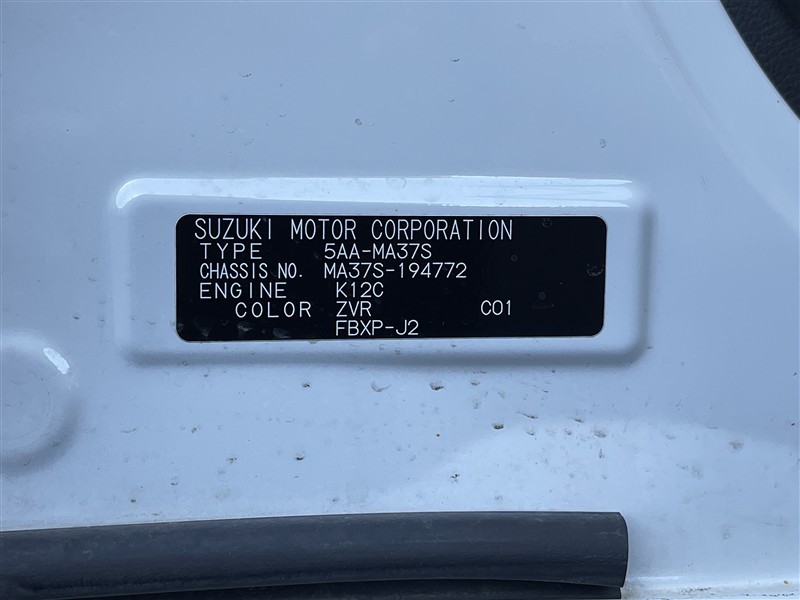 SUZUKI MOTOR CORPORATION
TYPE 5AA-MA37S
CHASSIS NO. MA37S-194772
ENGINE K12C
COLOR ZVR C01
FBXP-J2